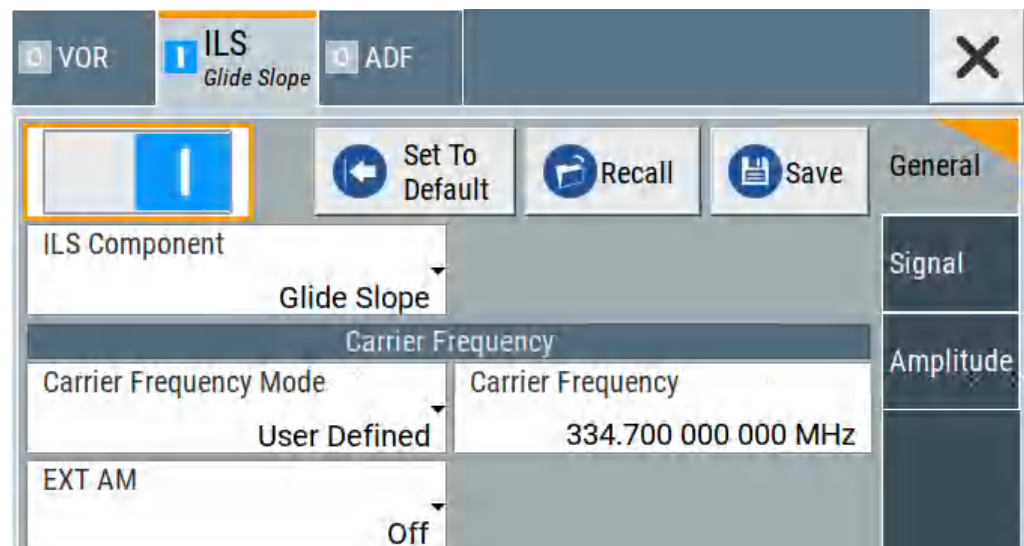 VOR
ILS
Glide Slope
ADF
Set To
Default
Recall
Save
General
ILS Component
Glide Slope
Signal
Carrier Frequency
Amplitude
Carrier Frequency Mode
User Defined
Carrier Frequency
334.700 000 000 MHz
EXT AM
Off